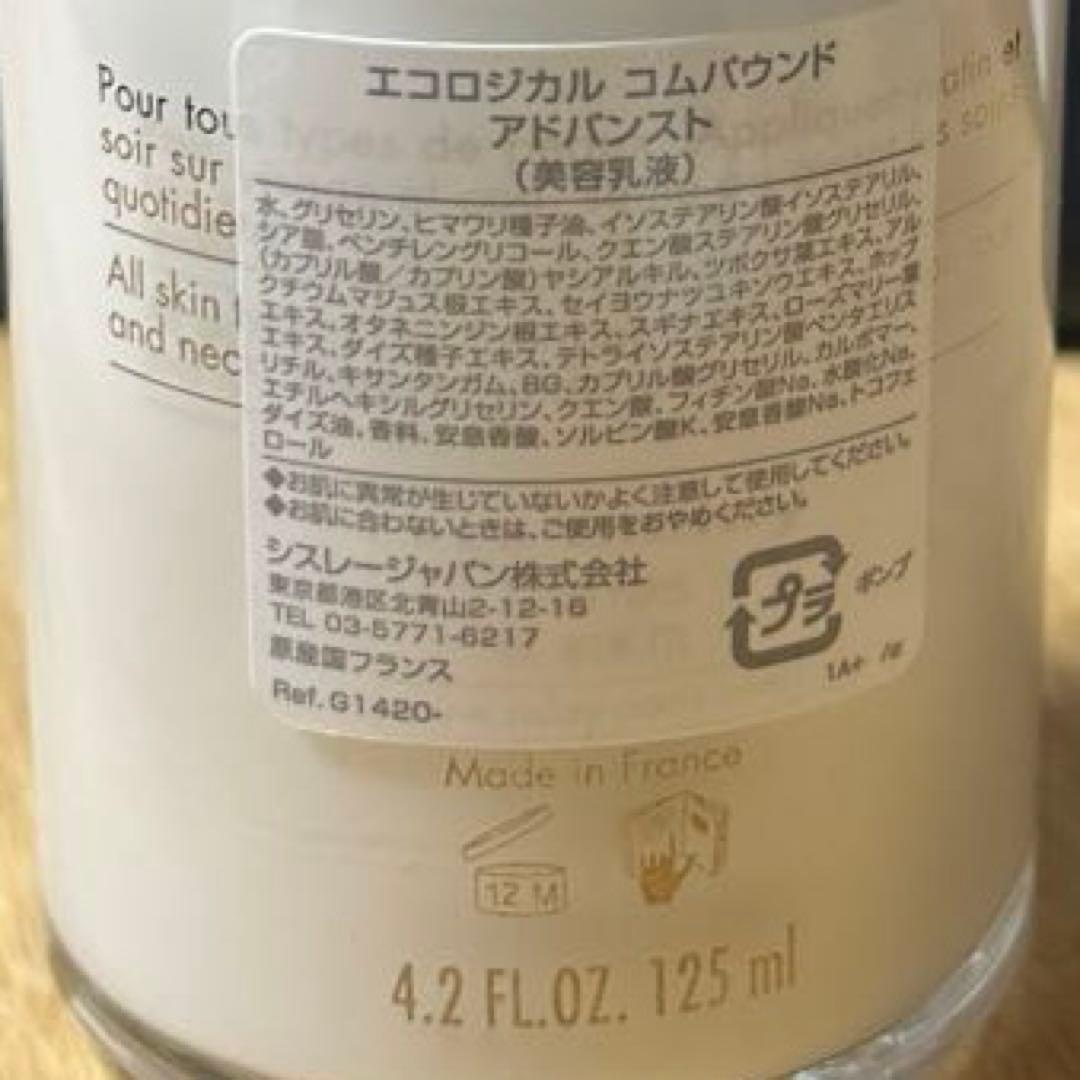 エコロジカル コムパウンド
アドバンスト
(美容乳液)
水、グリセリン、ヒマワリ種子油、イソステアリン酸イソステアリル、
シア脂、ペンチレングリコール、クエン酸ステアリン酸グリセリル、
(カプリル酸/カプリン酸)ヤシアルキル、ツボクサ葉エキス、アル
クチウムマジュス根エキス、セイヨウナツユキソウエキス、ホップ
エキス、オタネニンジン根エキス、スギナエキス、ローズマリー葉
エキス、ダイズ種子エキス、テトライソステアリン酸ペンタエリス
リチル、キサンタンガム、BG、カプリル酸グリセリル、カルボマー、
エチルヘキシルグリセリン、クエン酸、フィチン酸Na、水酸化Na、
ダイズ油、香料、安息香酸、ソルビン酸K、安息香酸Na、トコフェ
ロール
◆お肌に異常が生じていないかよく注意して使用してください。
◆お肌に合わないときは、ご使用をおやめください。
シスレージャパン株式会社
東京都港区北青山2-12-16
TEL 03-5771-6217
原産国フランス
Ref.G1420-
プラ
ポンプ
1A+
Pour tou
soir sur
quotidie
All skin
and nec
Made in France
12 M
4.2 FL.OZ. 125 ml